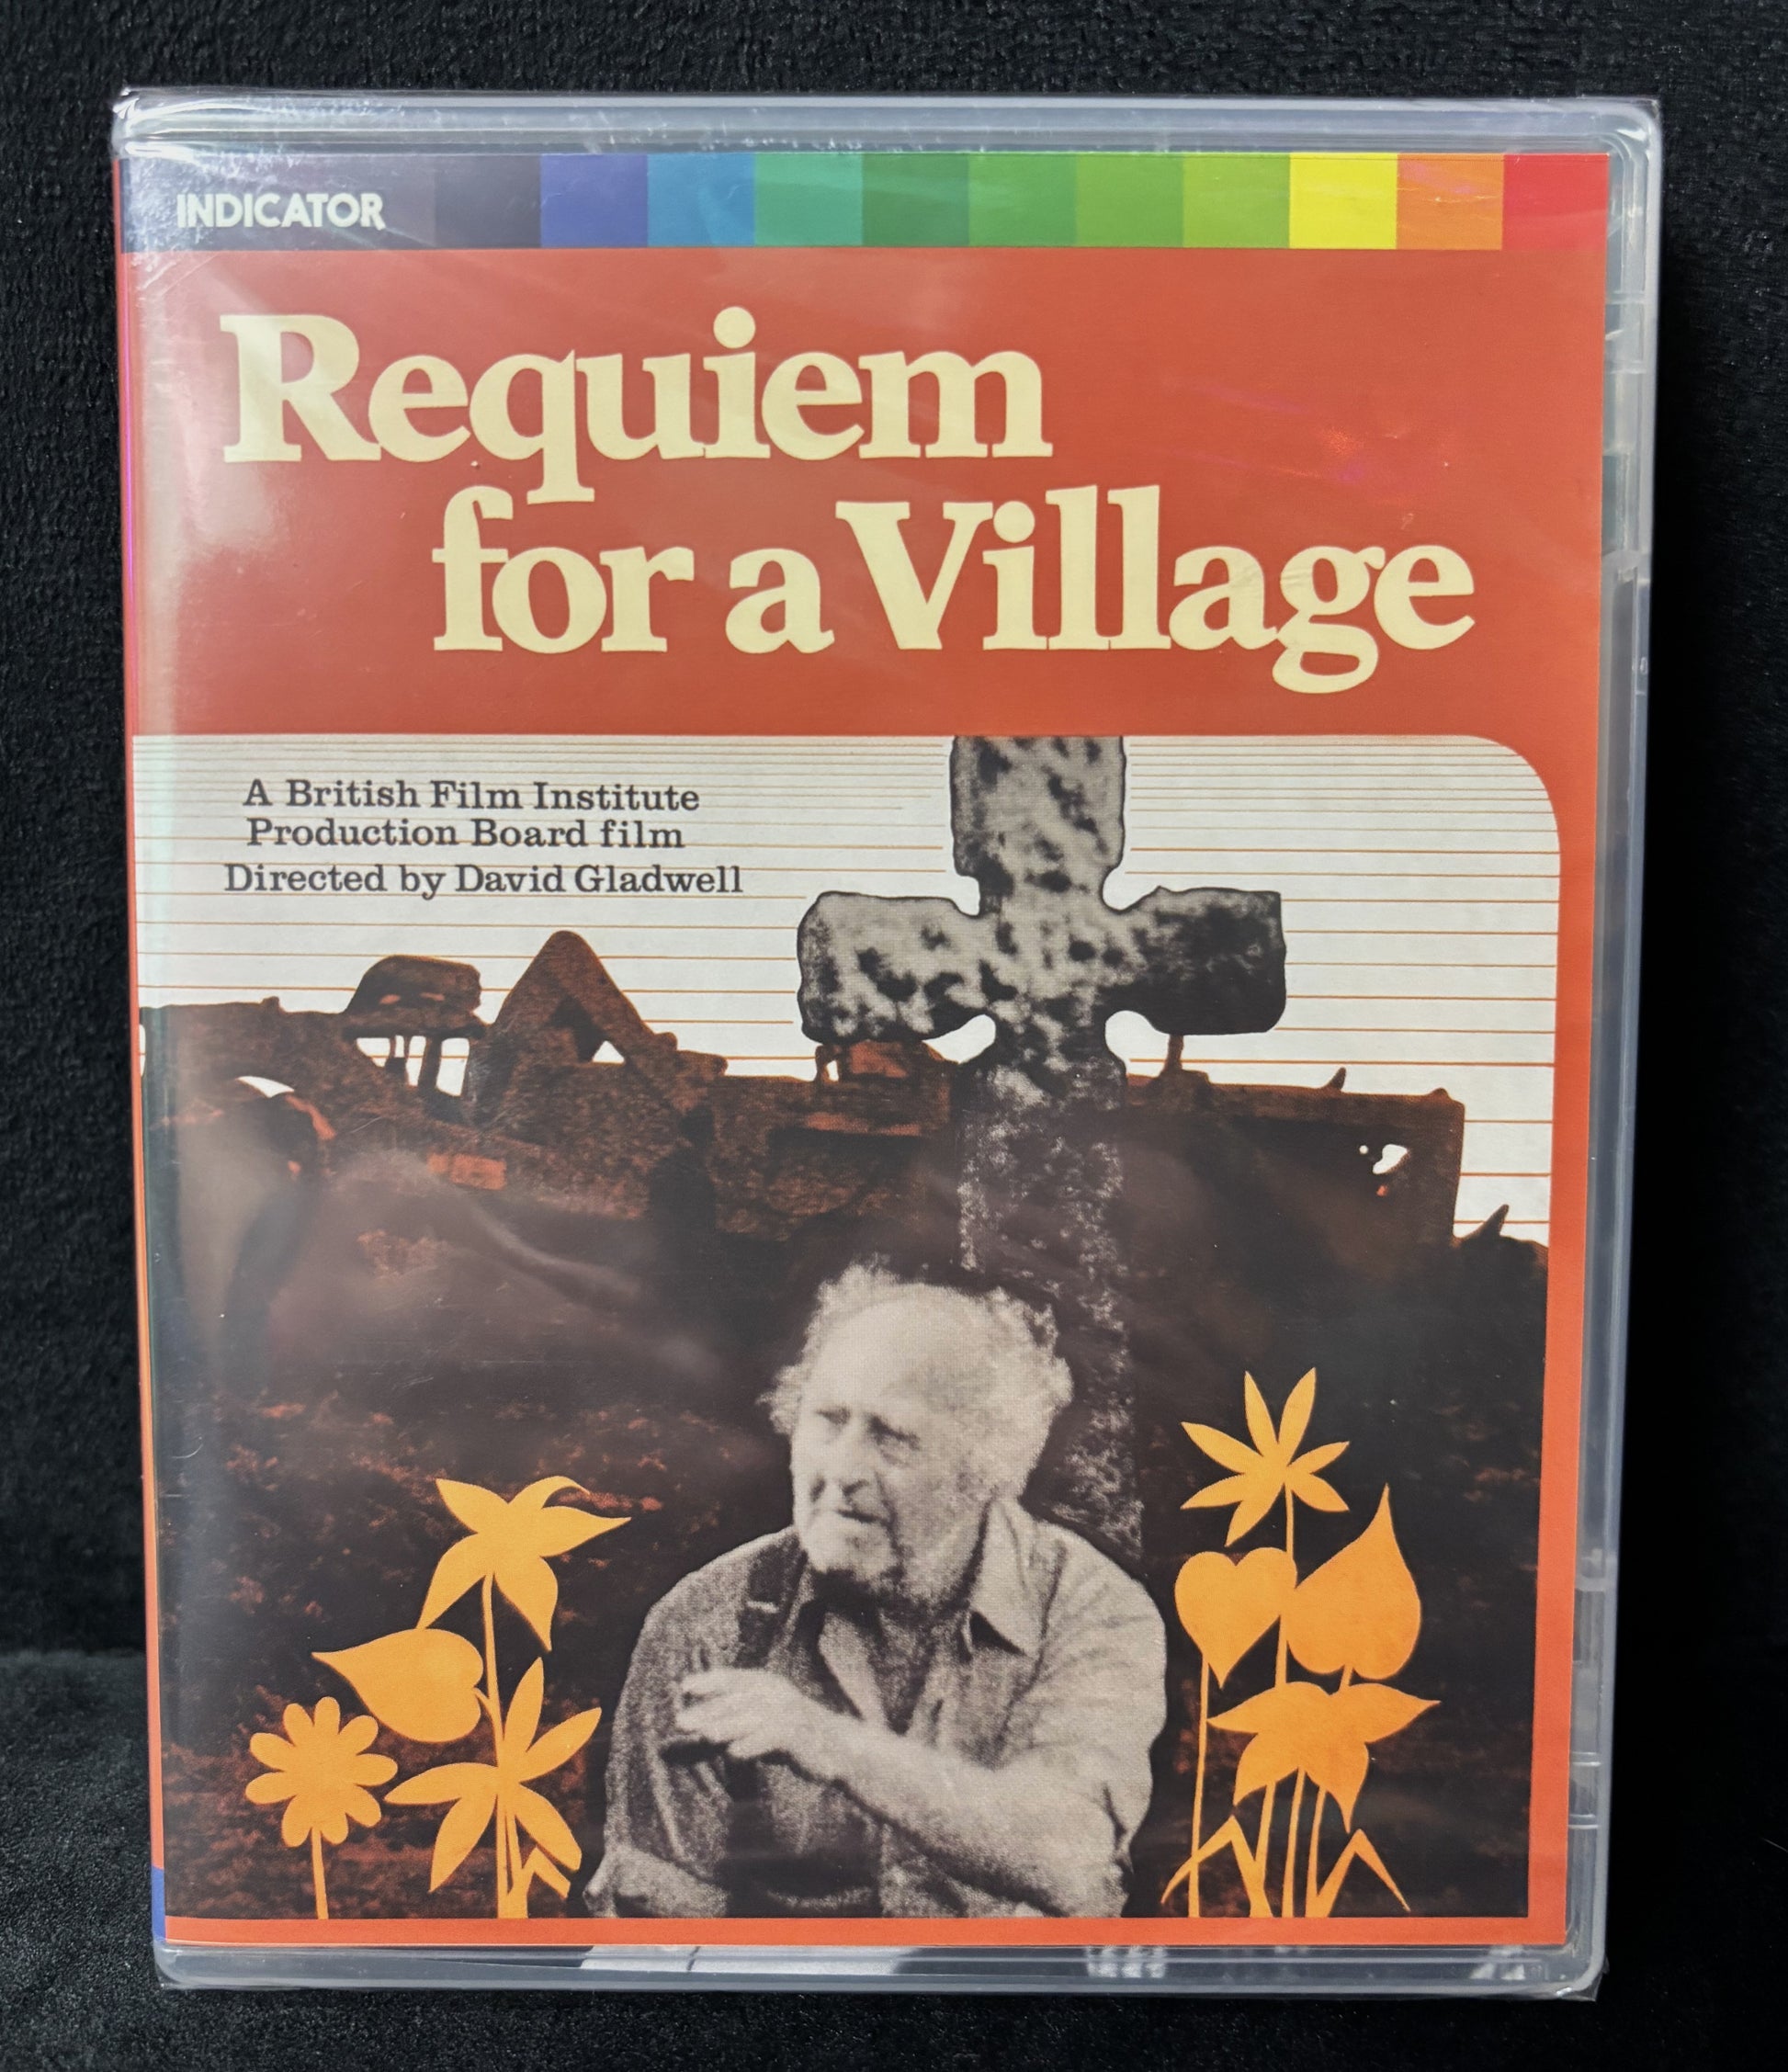 INDICATOR
Requiem
for a Village
A British Film Institute
Production Board film
Directed by David Gladwell